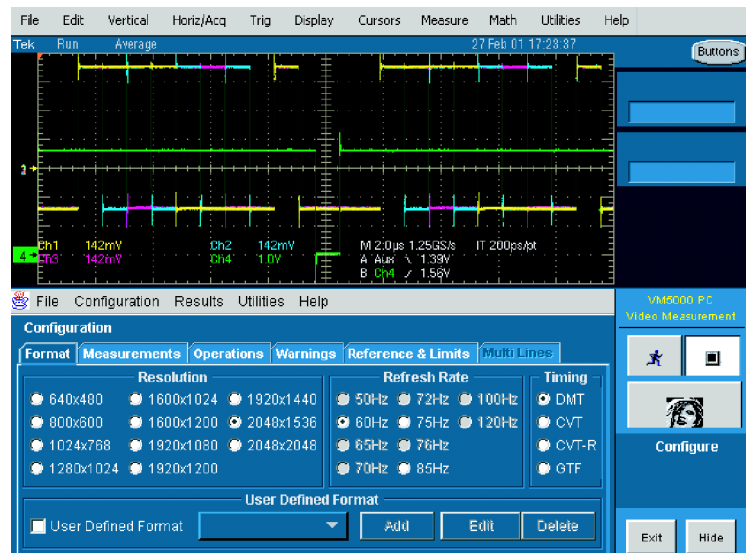 File Edit Vertical Horiz/Acq Trig Display Cursors Measure Math Utilities Help
Tek Run Average 27 Feb 01 17:23:37
Buttons
Ch1 142mV Ch2 142mV M 2.0µs 1.25GS/s IT 200ps/pt
Ch3 142mV Ch4 1.0V A Aux \ 1.39V
B Ch4 / 1.56V
4
File Configuration Results Utilities Help
VM5000 PC
Video Measurement
Configuration
Format Measurements Operations Warnings Reference & Limits Multi Lines
Resolution Refresh Rate Timing
640x480 1600x1024 1920x1440 50Hz 72Hz 100Hz DMT
800x600 1600x1200 2048x1536 60Hz 75Hz 120Hz CVT
1024x768 1920x1080 2048x2048 65Hz 76Hz CVT-R
1280x1024 1920x1200 70Hz 85Hz GTF
Configure
User Defined Format
User Defined Format Add Edit Delete
Exit Hide